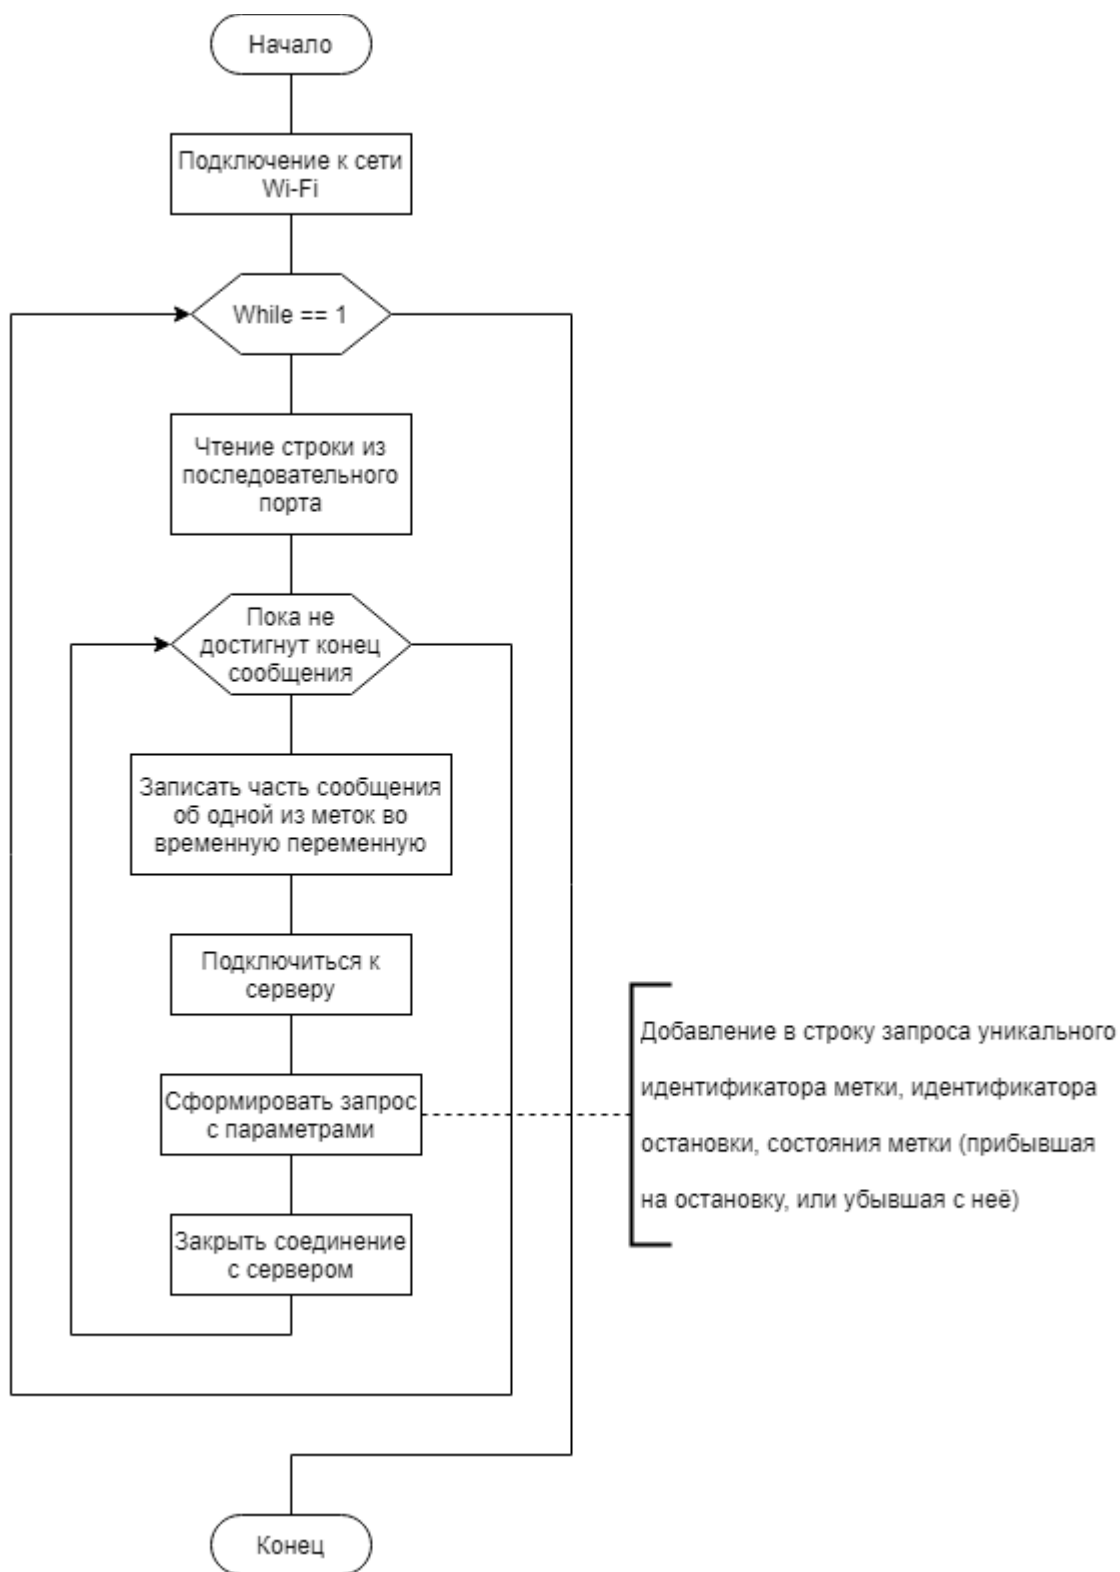 Начало
Подключение к сети
Wi-Fi
While == 1
Чтение строки из
последовательного
порта
Пока не
достигнут конец
сообщения
Записать часть сообщения
об одной из меток во
временную переменную
Подключиться к
серверу
Сформировать запрос
с параметрами
Добавление в строку запроса уникального
идентификатора метки, идентификатора
остановки, состояния метки (прибывшая
на остановку, или убывшая с неё)
Закрыть соединение
с сервером
Конец